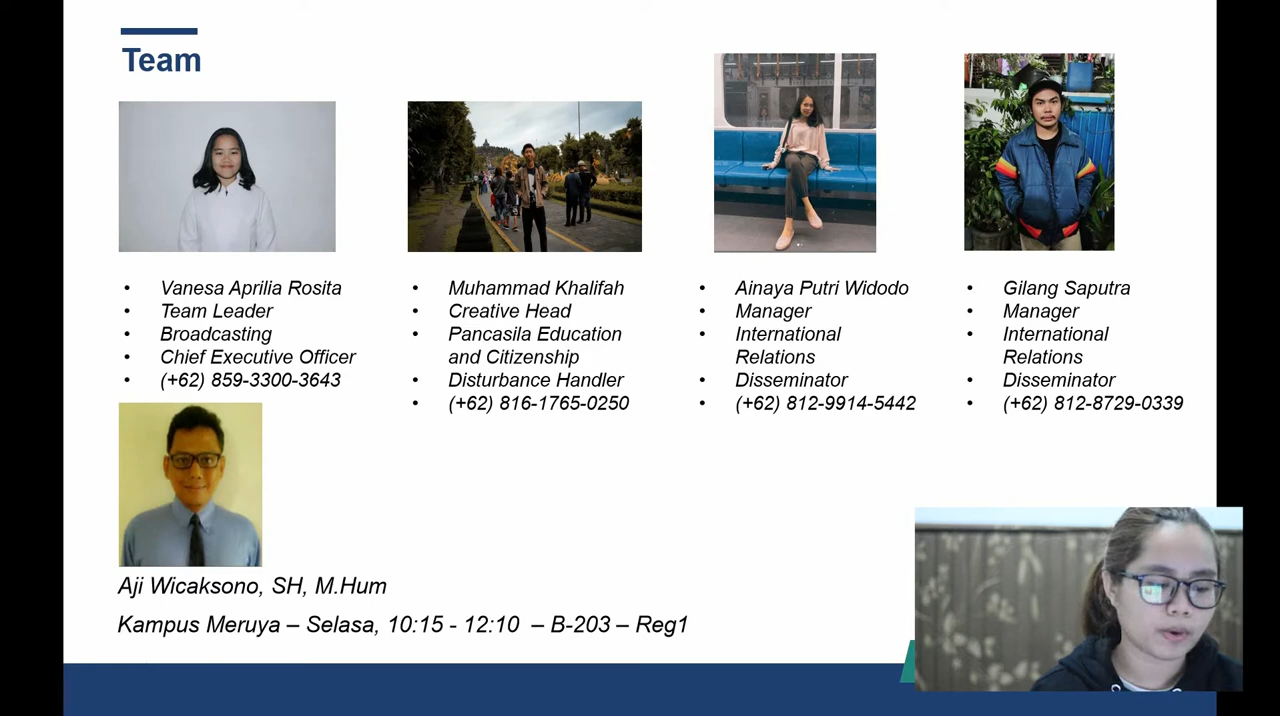 Team
• Vanesa Aprilia Rosita
• Team Leader
• Broadcasting
• Chief Executive Officer
• (+62) 859-3300-3643
• Muhammad Khalifah
• Creative Head
• Pancasila Education
and Citizenship
• Disturbance Handler
• (+62) 816-1765-0250
• Ainaya Putri Widodo
• Manager
• International
Relations
• Disseminator
• (+62) 812-9914-5442
• Gilang Saputra
• Manager
• International
Relations
• Disseminator
• (+62) 812-8729-0339
Aji Wicaksono, SH, M.Hum
Kampus Meruya – Selasa, 10:15 - 12:10 – B-203 – Reg1